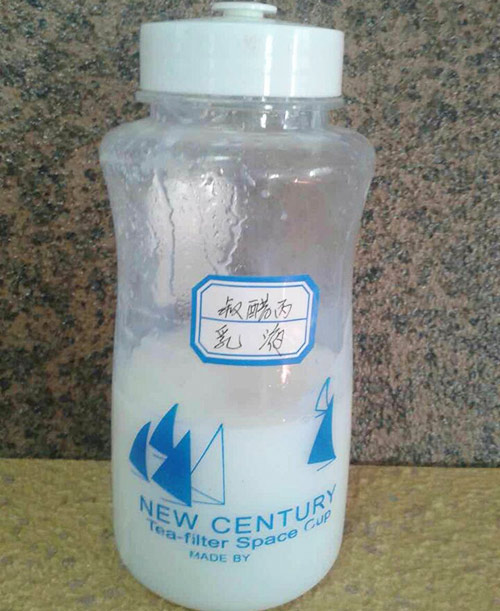 叔醋丙
乳液
NEW CENTURY
Tea-filter Space Cup
MADE BY